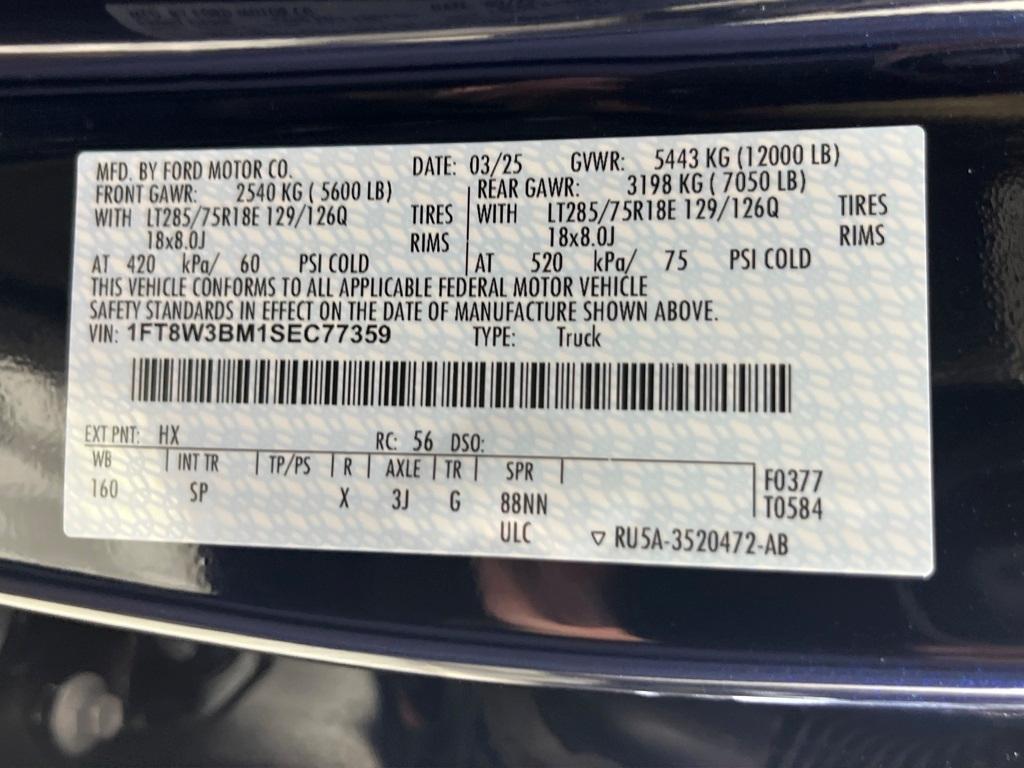 MFD. BY FORD MOTOR CO. DATE: 03/25 GVWR: 5443 KG (12000 LB)
FRONT GAWR: 2540 KG ( 5600 LB) REAR GAWR: 3198 KG ( 7050 LB)
WITH LT285/75R18E 129/126Q TIRES WITH LT285/75R18E 129/126Q TIRES
18x8.0J RIMS 18x8.0J RIMS
AT 420 kPa/ 60 PSI COLD AT 520 kPa/ 75 PSI COLD
THIS VEHICLE CONFORMS TO ALL APPLICABLE FEDERAL MOTOR VEHICLE
SAFETY STANDARDS IN EFFECT ON THE DATE OF MANUFACTURE SHOWN ABOVE.
VIN: 1FT8W3BM1SEC77359 TYPE: Truck
EXT PNT: HX RC: 56 DSO:
WB INT TR TP/PS R AXLE TR SPR F0377
160 SP X 3J G 88NN T0584
ULC RU5A-3520472-AB